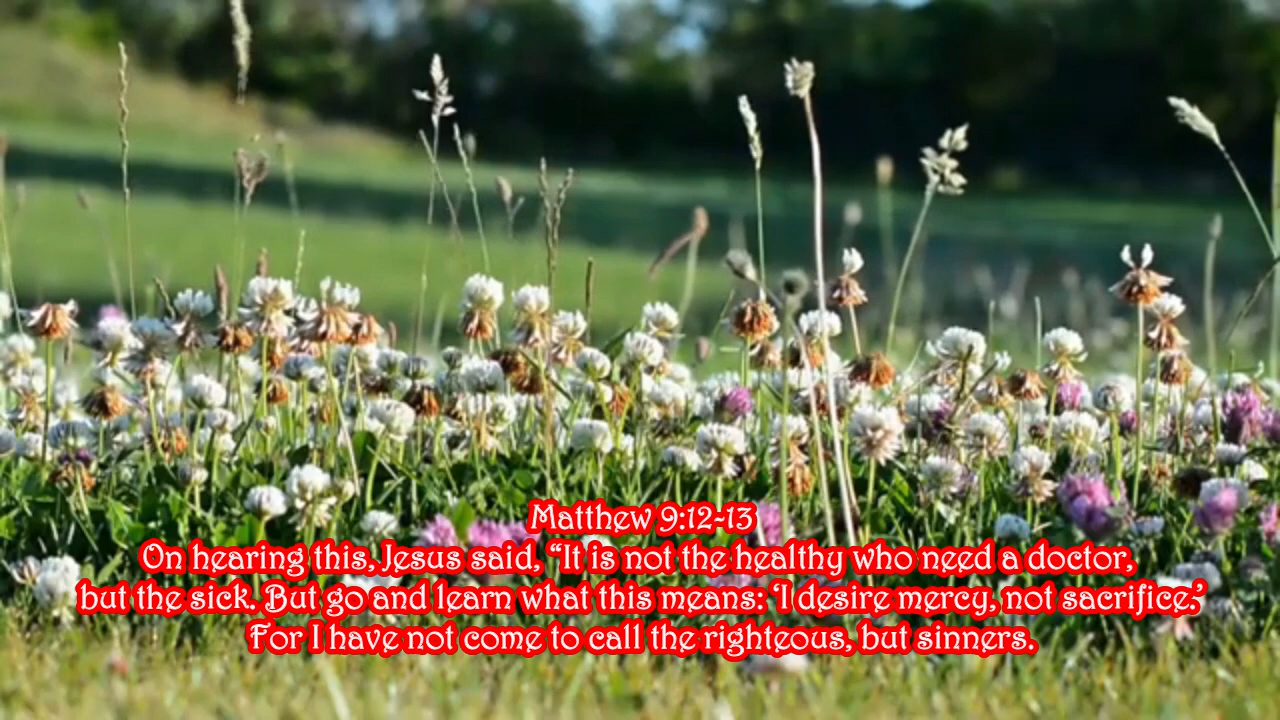 Matthew 9:12-13
On hearing this, Jesus said, “It is not the healthy who need a doctor,
but the sick. But go and learn what this means: ‘I desire mercy, not sacrifice.’
For I have not come to call the righteous, but sinners.